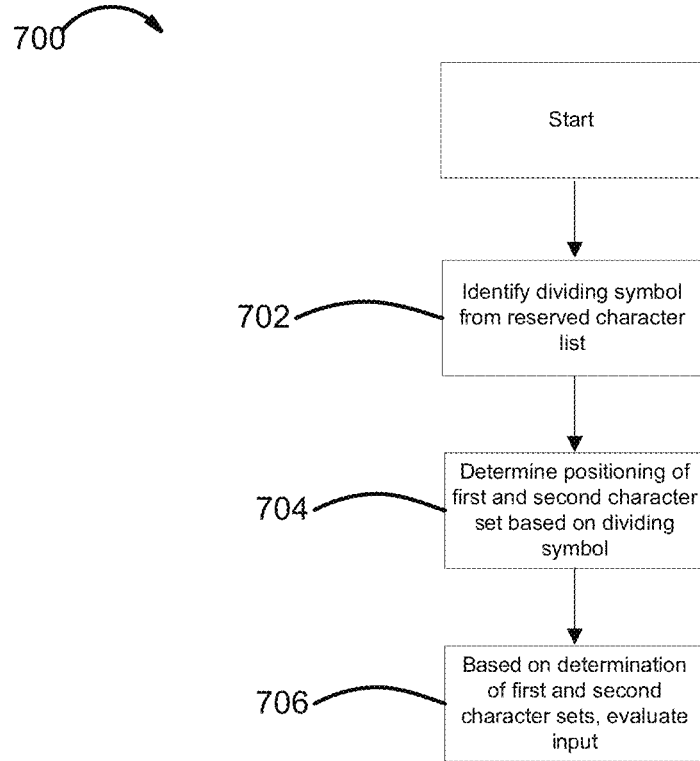 700
Start
702
Identify dividing symbol
from reserved character
list
704
Determine positioning of
first and second character
set based on dividing
symbol
706
Based on determination
of first and second
character sets, evaluate
input